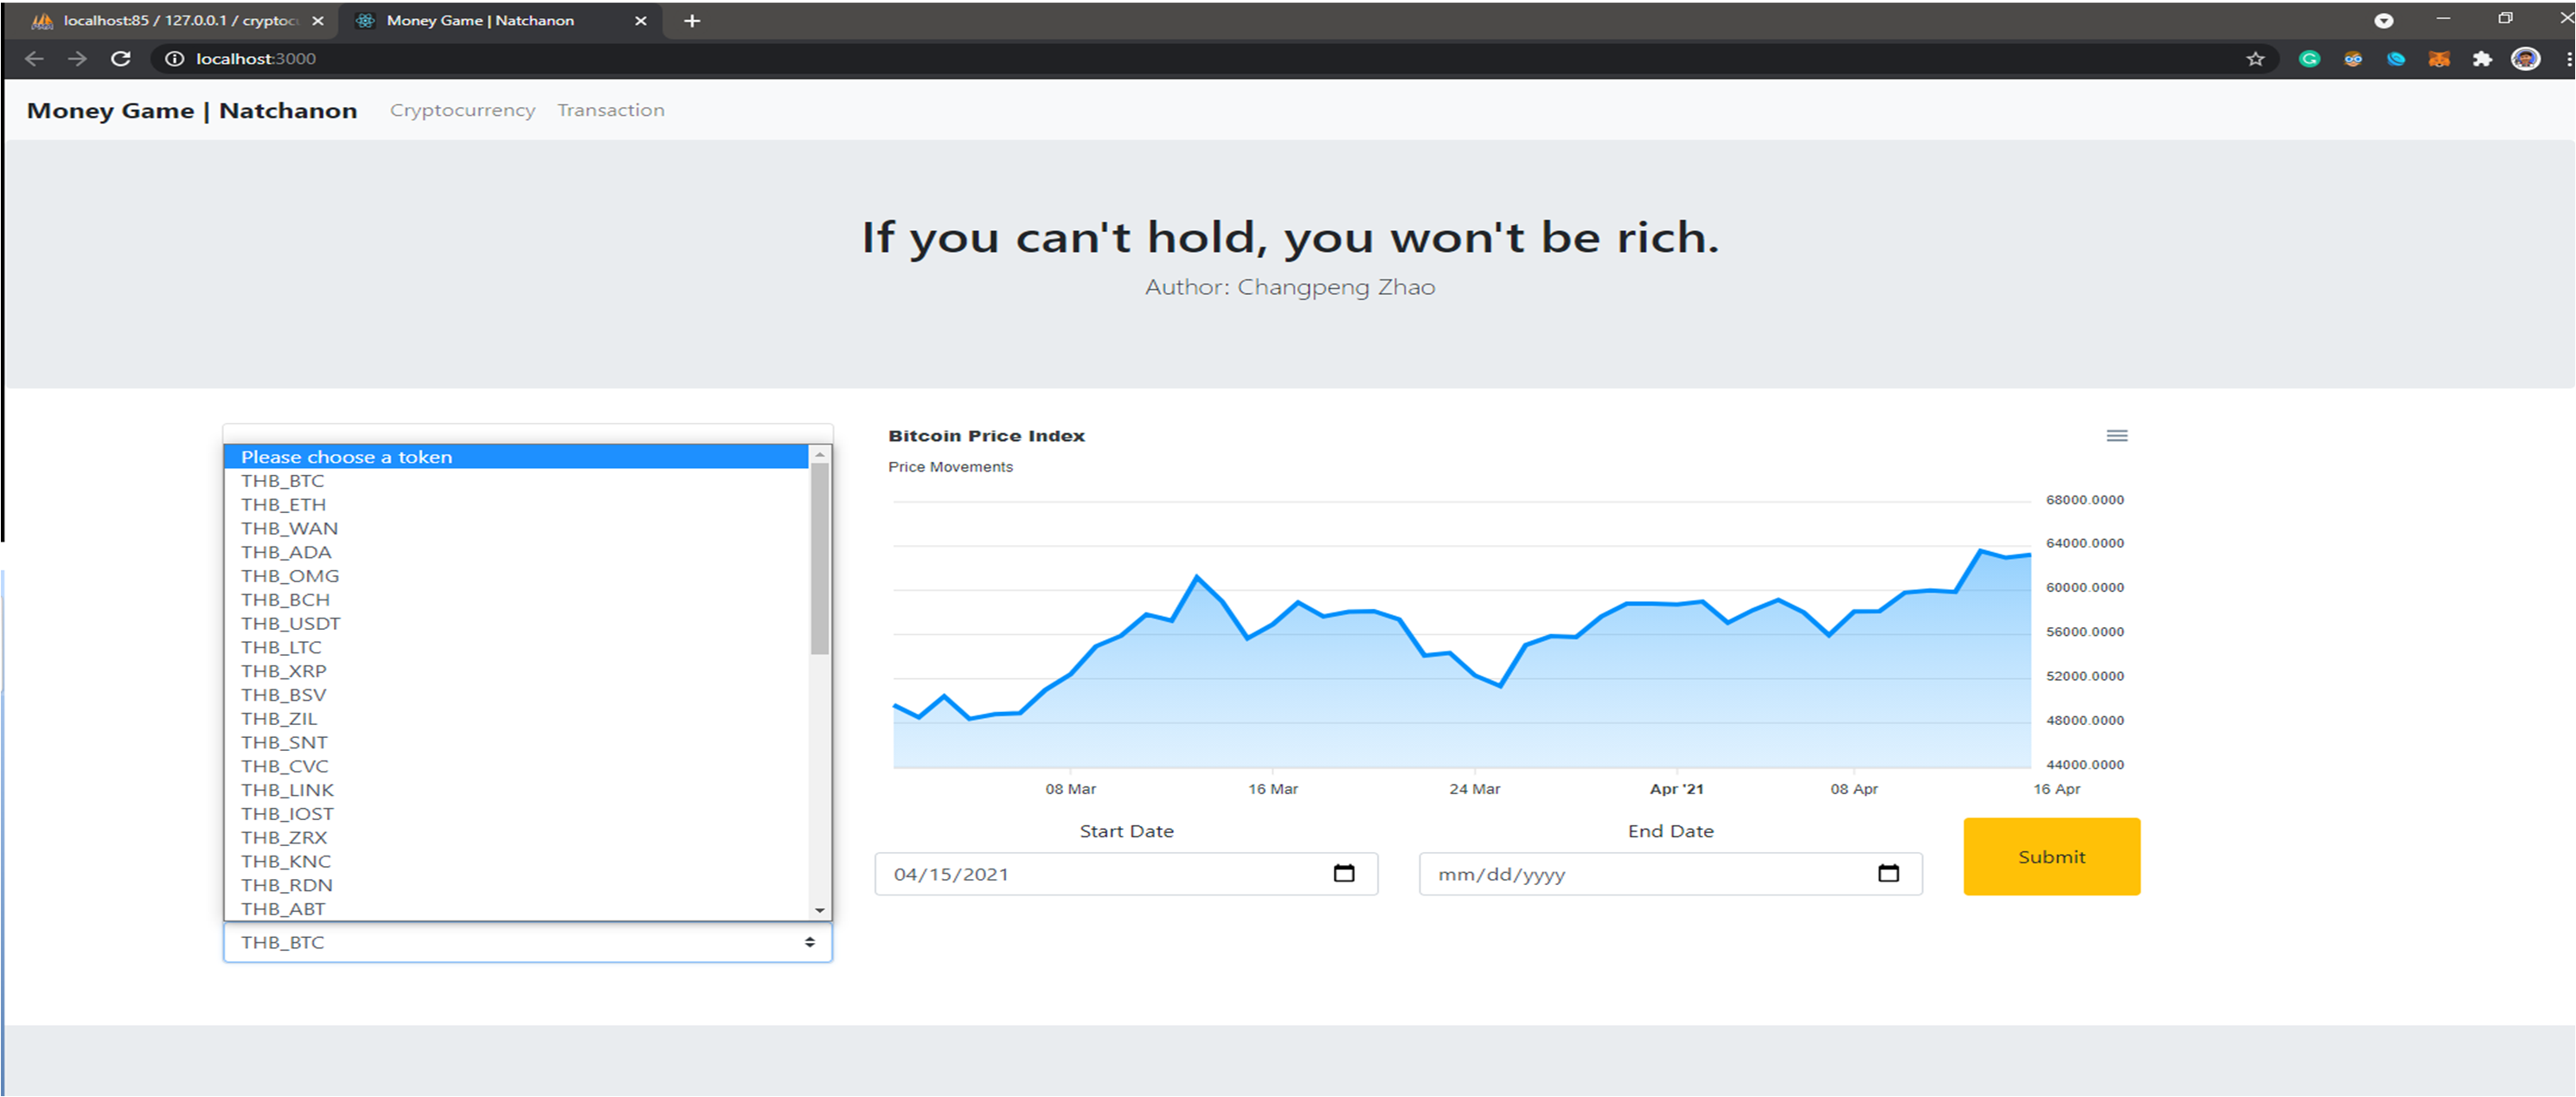 localhost:85 / 127.0.0.1 / cryptocu
Money Game | Natchanon
localhost:3000
Money Game | Natchanon Cryptocurrency Transaction
If you can't hold, you won't be rich.
Author: Changpeng Zhao
Please choose a token
THB_BTC
THB_ETH
THB_WAN
THB_ADA
THB_OMG
THB_BCH
THB_USDT
THB_LTC
THB_XRP
THB_BSV
THB_ZIL
THB_SNT
THB_CVC
THB_LINK
THB_IOST
THB_ZRX
THB_KNC
THB_RDN
THB_ABT
THB_BTC
Bitcoin Price Index
Price Movements
68000.0000
64000.0000
60000.0000
56000.0000
52000.0000
48000.0000
44000.0000
08 Mar 16 Mar 24 Mar Apr '21 08 Apr 16 Apr
Start Date
04/15/2021
End Date
mm/dd/yyyy
Submit